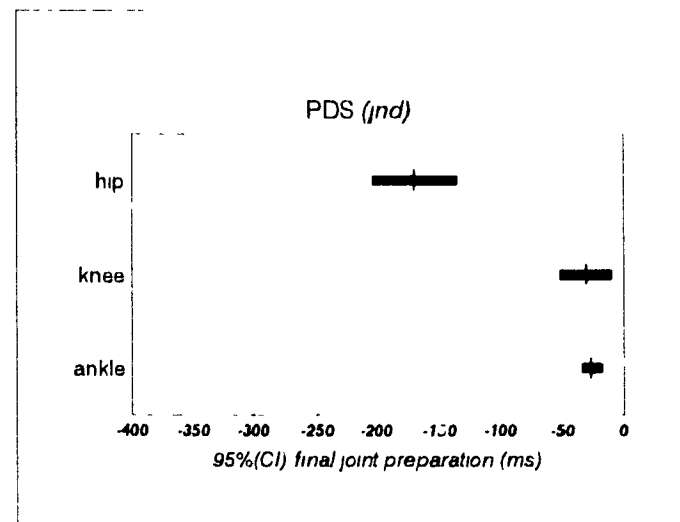 PDS (jnd)
hip
knee
ankle
-400 -350 -300 -250 -200 -150 -100 -50 0
95%(CI) final joint preparation (ms)